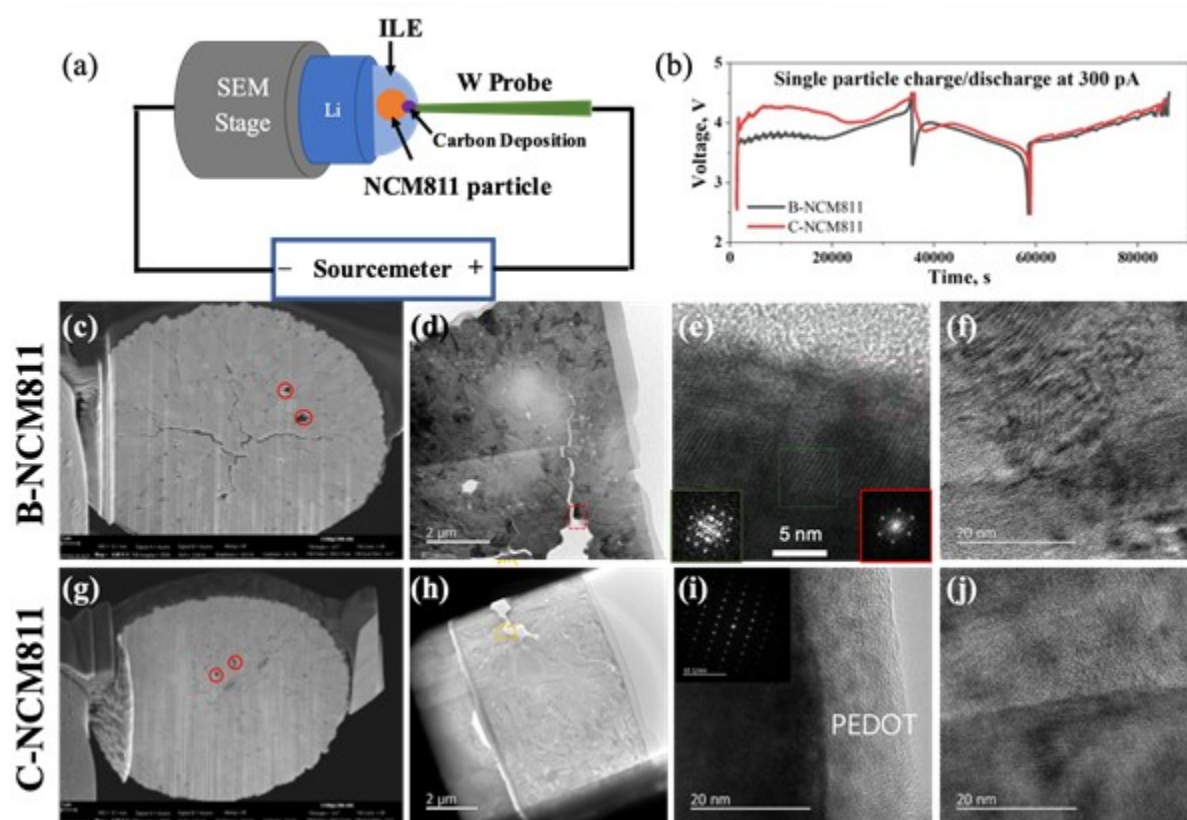 (a)
ILE
SEM
Stage
Li
W Probe
Carbon Deposition
NCM811 particle
− Sourcemeter +
(b)
Single particle charge/discharge at 300 pA
Voltage, V
5
4
3
2
B-NCM811
C-NCM811
0 20000 40000 60000 80000
Time, s
B-NCM811
(c)
(d)
2 μm
(e)
5 nm
(f)
20 nm
C-NCM811
(g)
(h)
2 μm
(i)
PEDOT
20 nm
(j)
20 nm